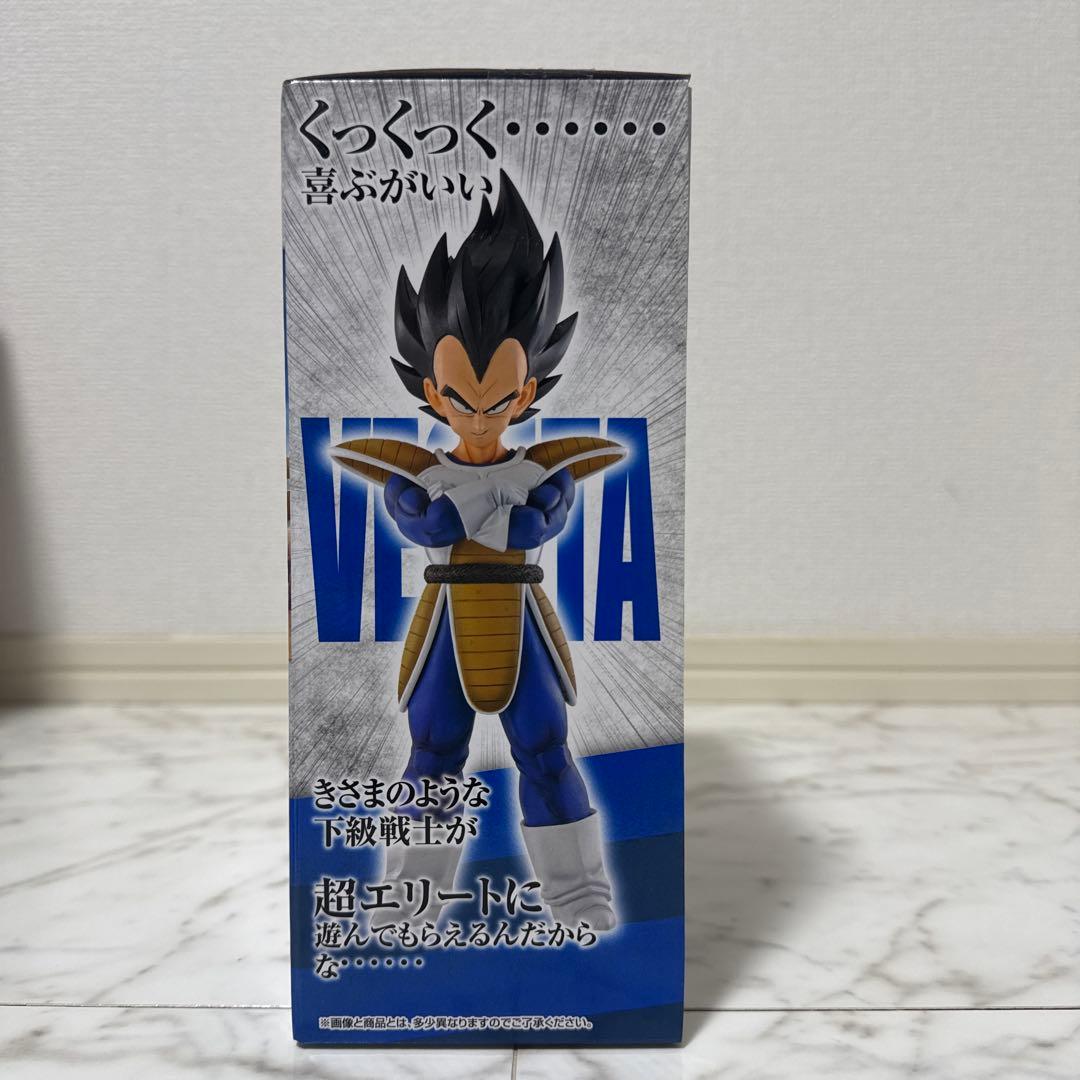 くっくっく・・・・・・
喜ぶがいい
VEGETA
きさまのような
下級戦士が
超エリートに
遊んでもらえるんだから
な・・・・・・
※画像と商品とは、多少異なりますのでご了承ください。